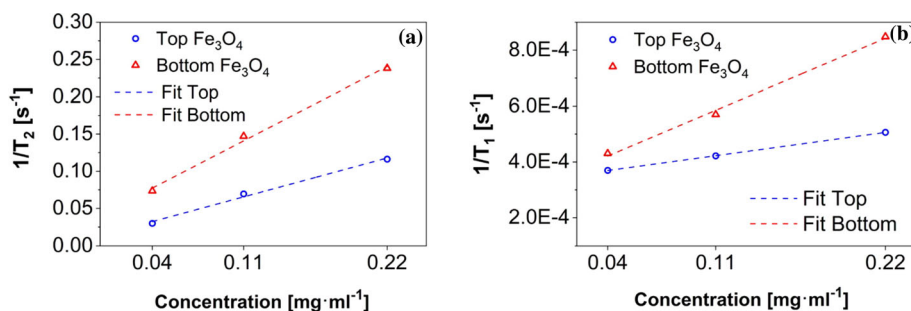 0.30
0.25
0.20
0.15
0.10
0.05
0.00
1/T₂ [s⁻¹]
(a)
Top Fe₃O₄
Bottom Fe₃O₄
Fit Top
Fit Bottom
0.04
0.11
0.22
Concentration [mg·ml⁻¹]
8.0E-4
6.0E-4
4.0E-4
2.0E-4
1/T₁ [s⁻¹]
(b)
Top Fe₃O₄
Bottom Fe₃O₄
Fit Top
Fit Bottom
0.04
0.11
0.22
Concentration [mg·ml⁻¹]